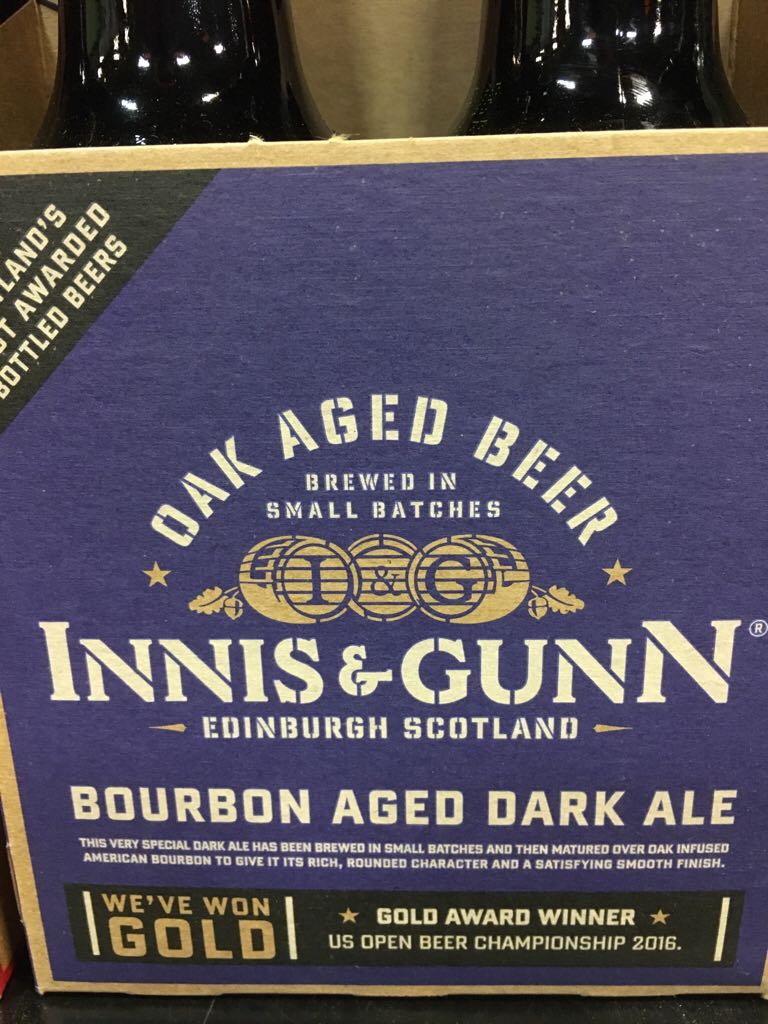 AWARDED
BOTTLED BEERS
OAK AGED BEER
BREWED IN
SMALL BATCHES
I & G
INNIS & GUNN ®
EDINBURGH SCOTLAND
BOURBON AGED DARK ALE
THIS VERY SPECIAL DARK ALE HAS BEEN BREWED IN SMALL BATCHES AND THEN MATURED OVER OAK INFUSED
AMERICAN BOURBON TO GIVE IT ITS RICH, ROUNDED CHARACTER AND A SATISFYING SMOOTH FINISH.
WE'VE WON
GOLD
GOLD AWARD WINNER
US OPEN BEER CHAMPIONSHIP 2016.